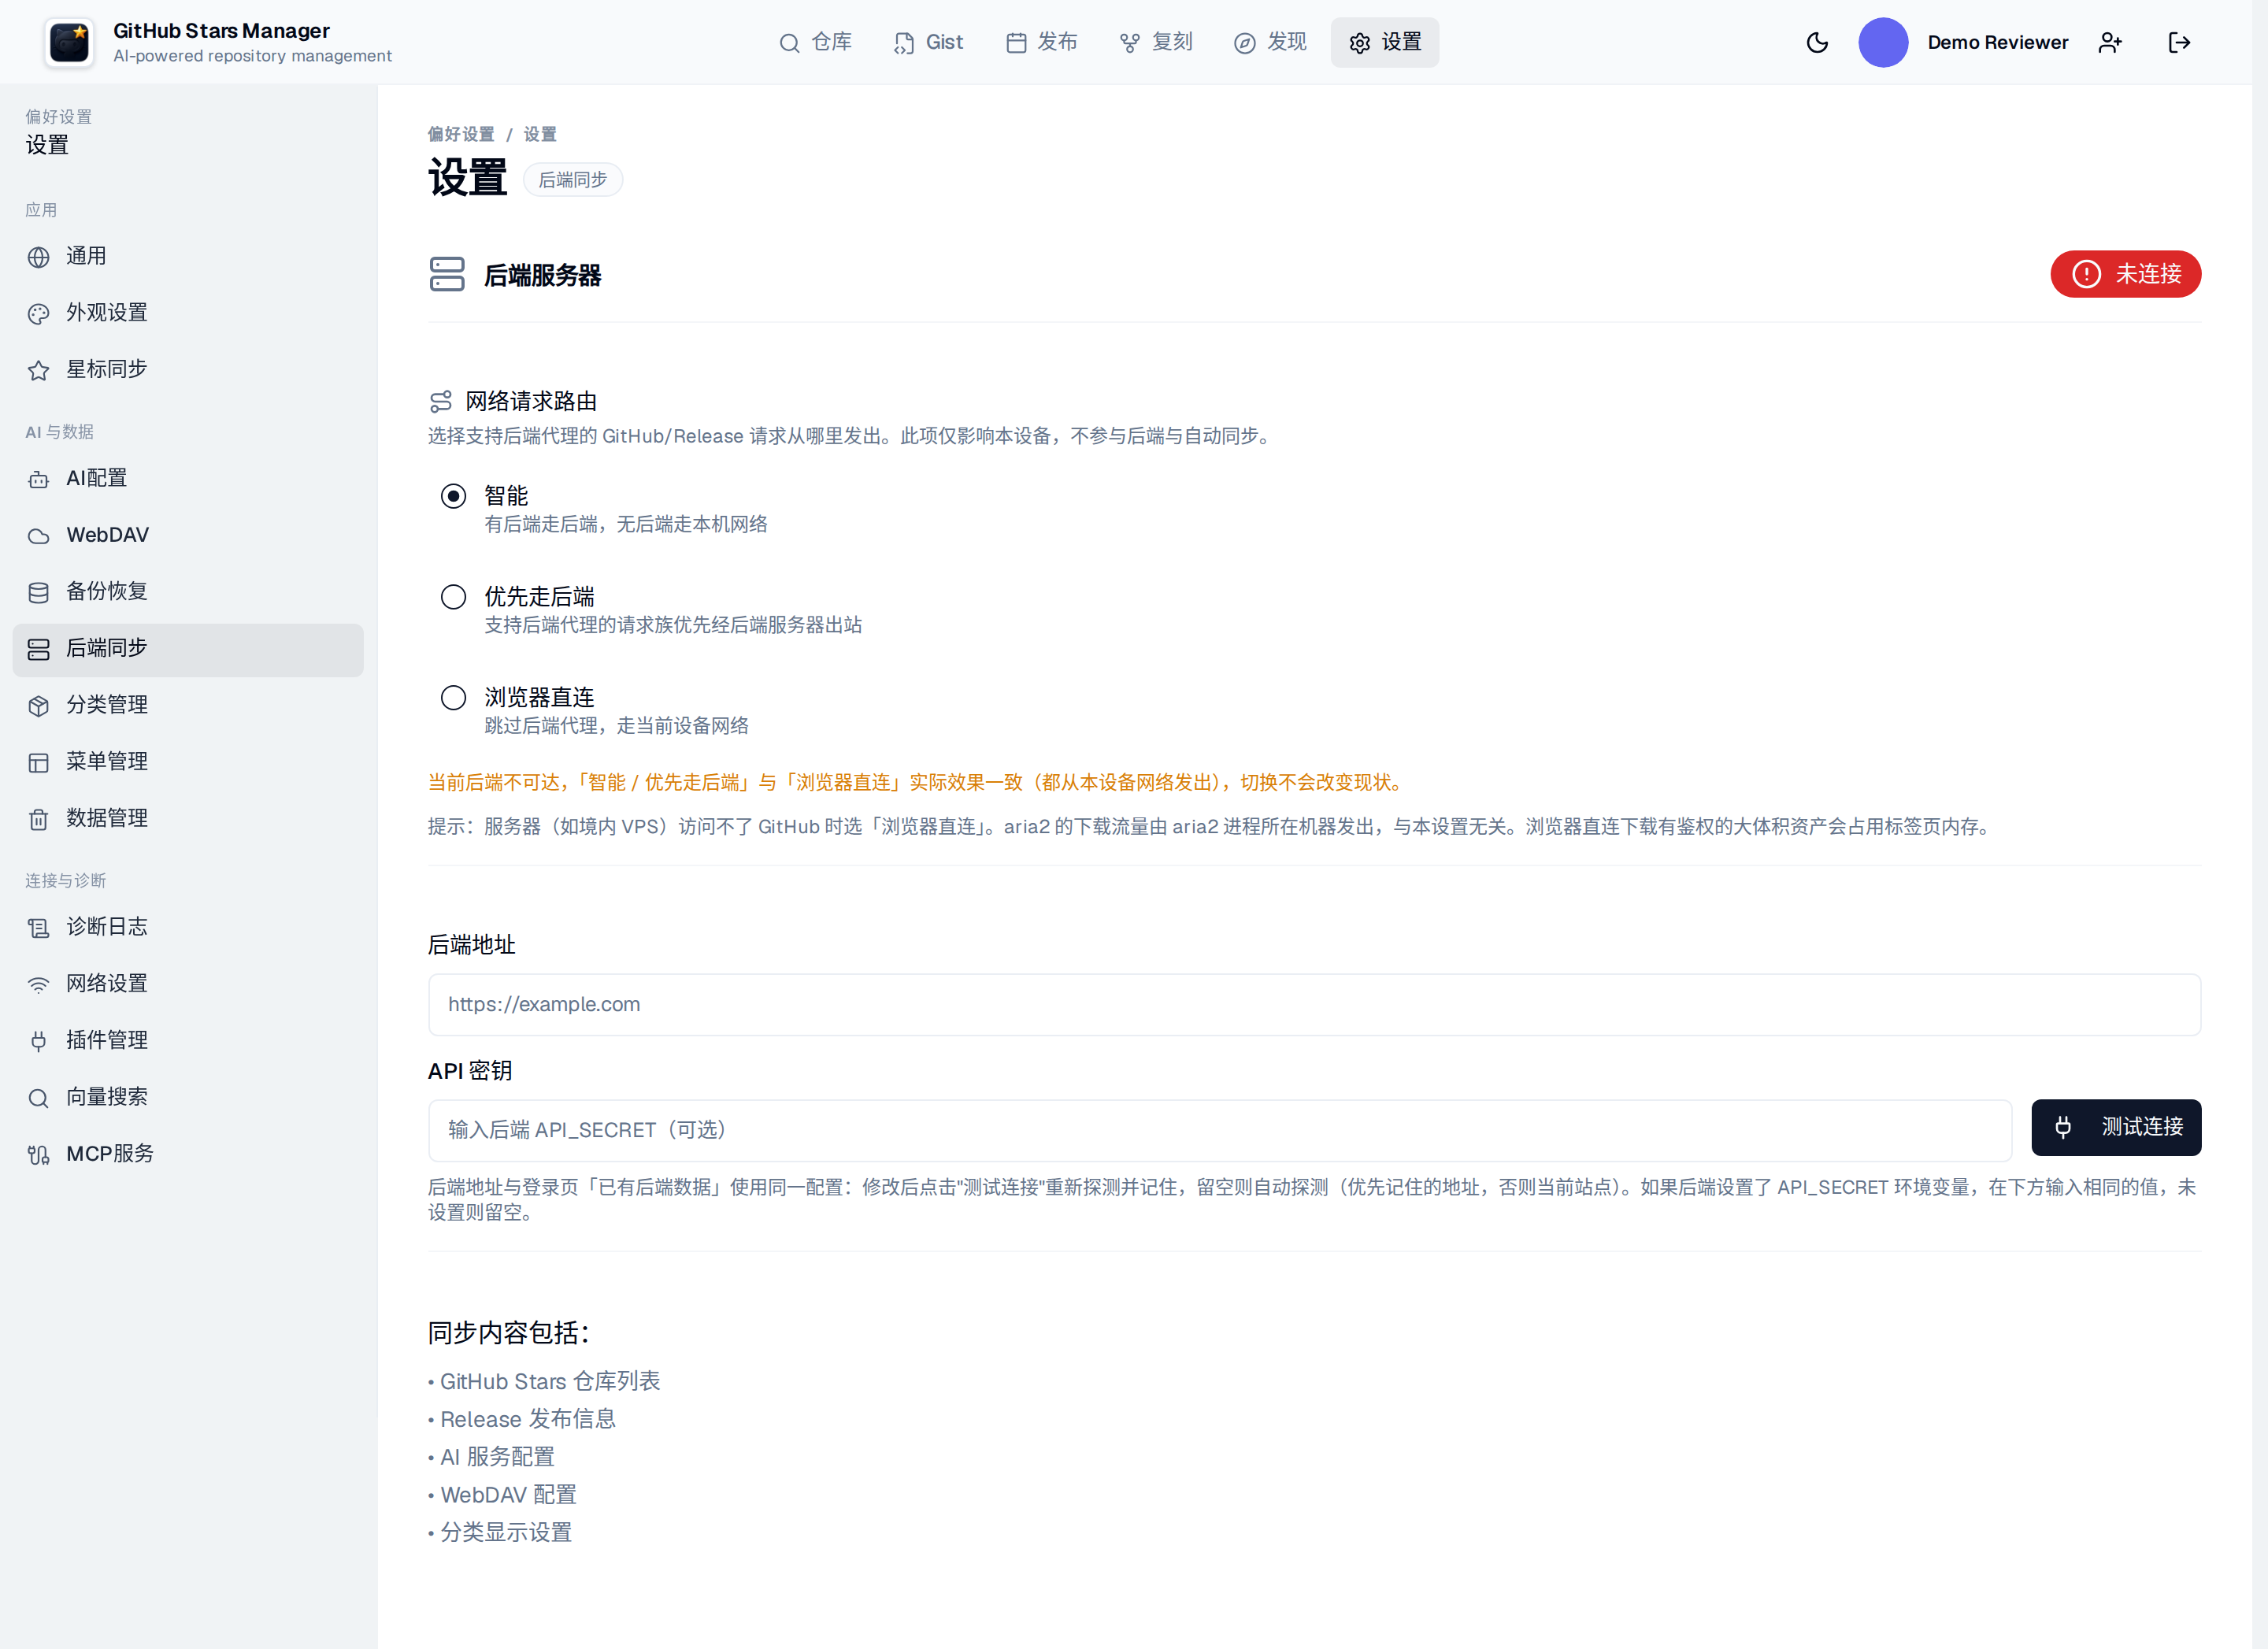 GitHub Stars Manager
AI-powered repository management
仓库
Gist
发布
复刻
发现
设置
Demo Reviewer
偏好设置
设置
应用
通用
外观设置
星标同步
AI 与数据
AI配置
WebDAV
备份恢复
后端同步
分类管理
菜单管理
数据管理
连接与诊断
诊断日志
网络设置
插件管理
向量搜索
MCP服务
偏好设置 / 设置
设置
后端同步
后端服务器
未连接
网络请求路由
选择支持后端代理的 GitHub/Release 请求从哪里发出。此项仅影响本设备，不参与后端与自动同步。
智能
有后端走后端，无后端走本机网络
优先走后端
支持后端代理的请求族优先经后端服务器出站
浏览器直连
跳过后端代理，走当前设备网络
当前后端不可达，「智能 / 优先走后端」与「浏览器直连」实际效果一致（都从本设备网络发出），切换不会改变现状。
提示：服务器（如境内 VPS）访问不了 GitHub 时选「浏览器直连」。aria2 的下载流量由 aria2 进程所在机器发出，与本设置无关。浏览器直连下载有鉴权的大体积资产会占用标签页内存。
后端地址
https://example.com
API 密钥
输入后端 API_SECRET（可选）
测试连接
后端地址与登录页「已有后端数据」使用同一配置：修改后点击"测试连接"重新探测并记住，留空则自动探测（优先记住的地址，否则当前站点）。如果后端设置了 API_SECRET 环境变量，在下方输入相同的值，未
设置则留空。
同步内容包括：
• GitHub Stars 仓库列表
• Release 发布信息
• AI 服务配置
• WebDAV 配置
• 分类显示设置